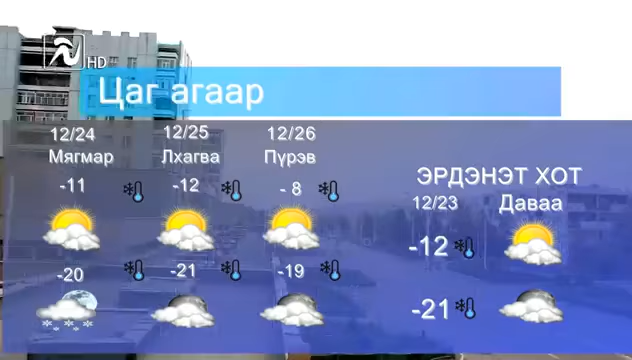 HD
Цаг агаар
12/24
Мягмар
-11
-20
12/25
Лхагва
-12
-21
12/26
Пүрэв
- 8
-19
ЭРДЭНЭТ ХОТ
12/23 Даваа
-12
-21